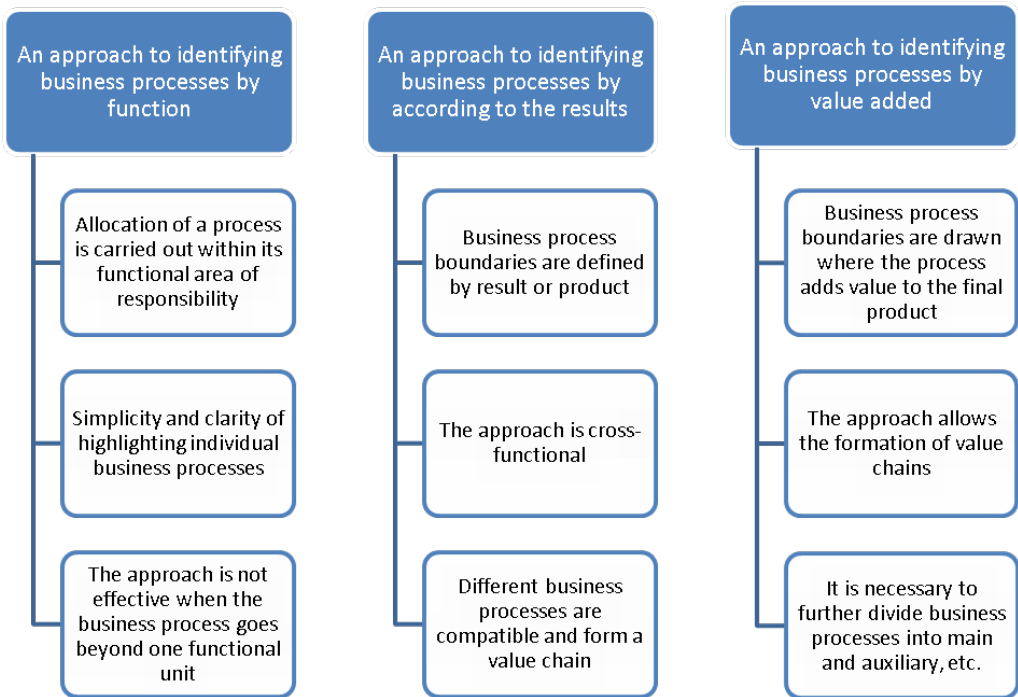 An approach to identifying
business processes by
function
Allocation of a process
is carried out within its
functional area of
responsibility
Simplicity and clarity of
highlighting individual
business processes
The approach is not
effective when the
business process goes
beyond one functional
unit
An approach to identifying
business processes by
according to the results
Business process
boundaries are defined
by result or product
The approach is cross-
functional
Different business
processes are
compatible and form a
value chain
An approach to identifying
business processes by
value added
Business process
boundaries are drawn
where the process
adds value to the final
product
The approach allows
the formation of value
chains
It is necessary to
further divide business
processes into main
and auxiliary, etc.